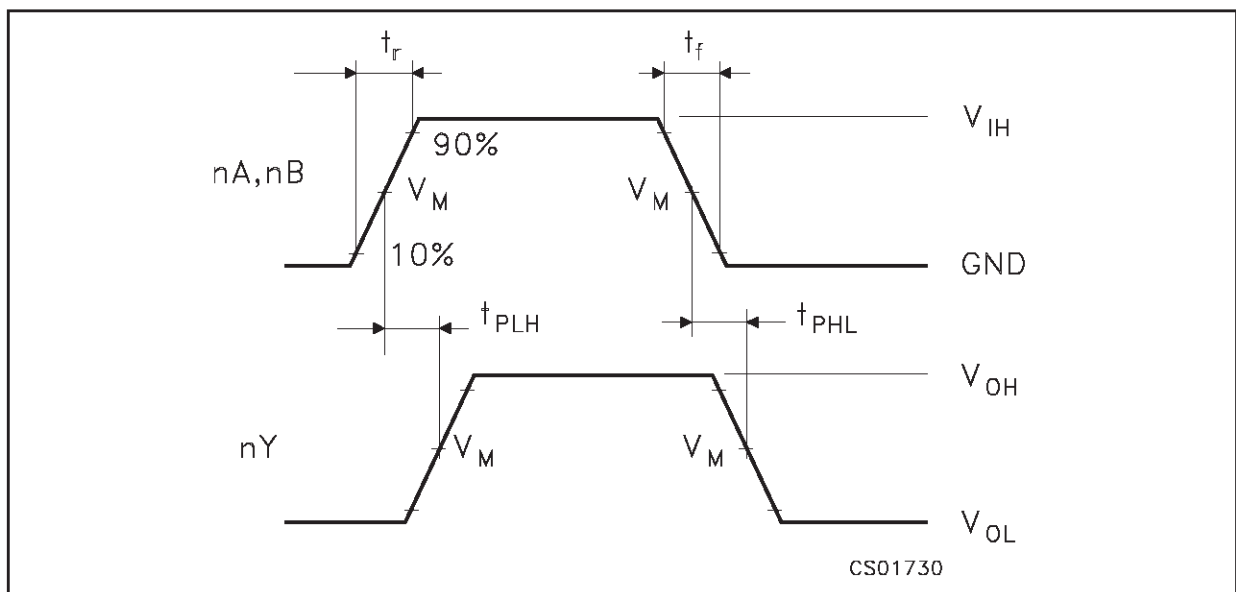 tr tf
VIH
90%
nA,nB VM VM
10%
GND
tPLH tPHL
VOH
nY VM VM
VOL
CS01730